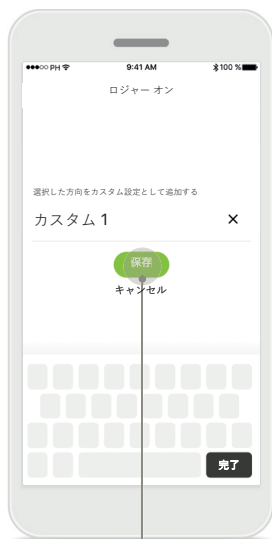 PH 9:41 AM 100 %
ロジャー オン
選択した方向をカスタム設定として追加する
カスタム 1 ×
保存
キャンセル
完了